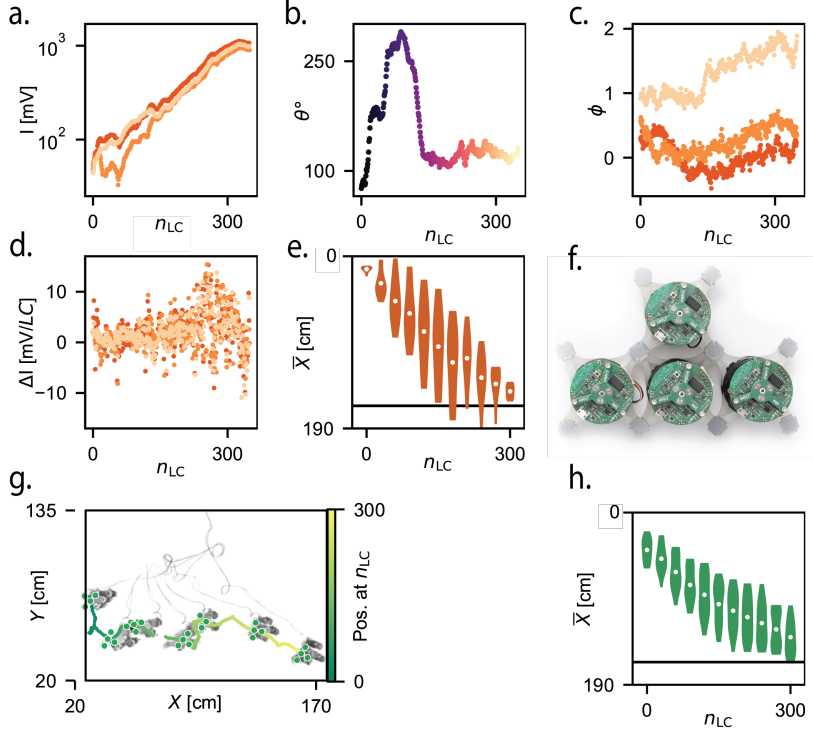 a.
I [mV]
10³
10²
0
300
n_LC
b.
θ°
250
100
0
300
n_LC
c.
ϕ
2
1
0
0
300
n_LC
d.
ΔI [mV/LC]
10
0
−10
0
300
n_LC
e.
X̅ [cm]
0
190
0
300
n_LC
f.
g.
Y [cm]
135
20
20
170
X [cm]
300
0
Pos. at n_LC
h.
X̅ [cm]
0
190
0
300
n_LC